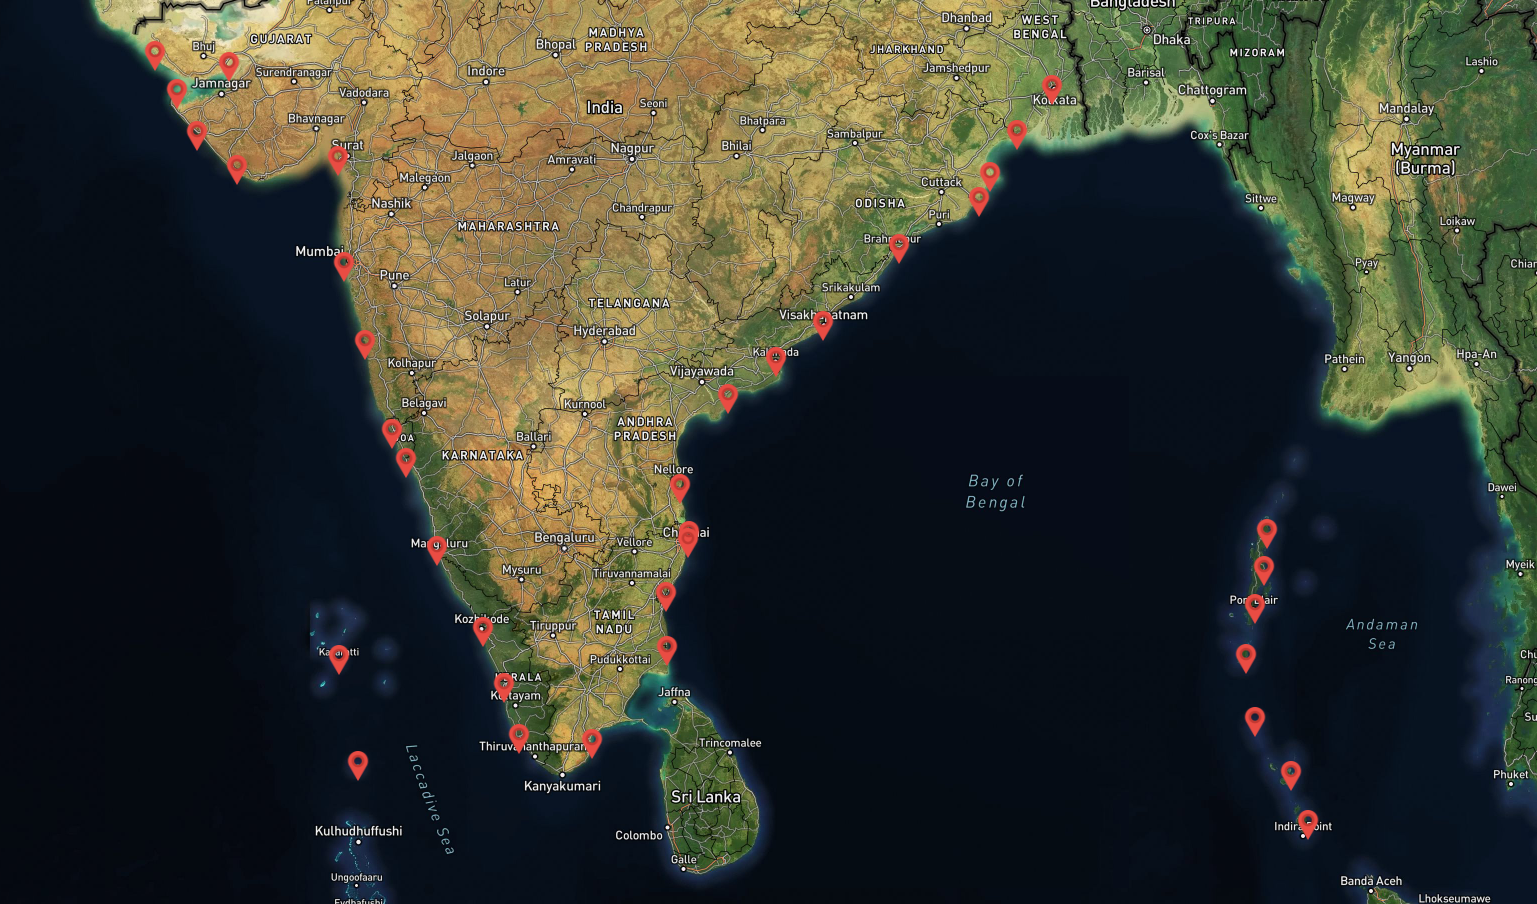 Palanpur
Bangladesh
Dhanbad
WEST
BENGAL
TRIPURA
Dhaka
Bhuj
GUJARAT
MADHYA
PRADESH
Bhopal
JHARKHAND
MIZORAM
Lashio
Jamnagar
Surendranagar
Indore
Jamshedpur
Barisal
Vadodara
Chattogram
India
Seoni
Kolkata
Mandalay
Bhavnagar
Bhatpara
Sambalpur
Cox's Bazar
Surat
Jalgaon
Amravati
Nagpur
Bhilai
Myanmar
(Burma)
Malegaon
Cuttack
Nashik
Chandrapur
ODISHA
Puri
Sittwe
Magway
Loikaw
MAHARASHTRA
Brahmapur
Mumbai
Pyay
Pune
Latur
Srikakulam
TELANGANA
Solapur
Hyderabad
Visakhapatnam
Kakinada
Kolhapur
Vijayawada
Pathein
Yangon
Hpa-An
Belagavi
Kurnool
ANDHRA
PRADESH
GOA
Ballari
KARNATAKA
Nellore
Bay of
Bengal
Dawei
Chennai
Mangaluru
Bengaluru
Vellore
Mysuru
Tiruvannamalai
Myeik
Port Blair
Kozhikode
Tiruppur
TAMIL
NADU
Andaman
Sea
Kavaratti
Pudukkottai
KERALA
Kottayam
Jaffna
Ranong
Thiruvananthapuram
Trincomalee
Laccadive Sea
Kanyakumari
Phuket
Sri Lanka
Kulhudhuffushi
Colombo
Indira Point
Galle
Ungoofaaru
Banda Aceh
Eydhafushi
Lhokseumawe